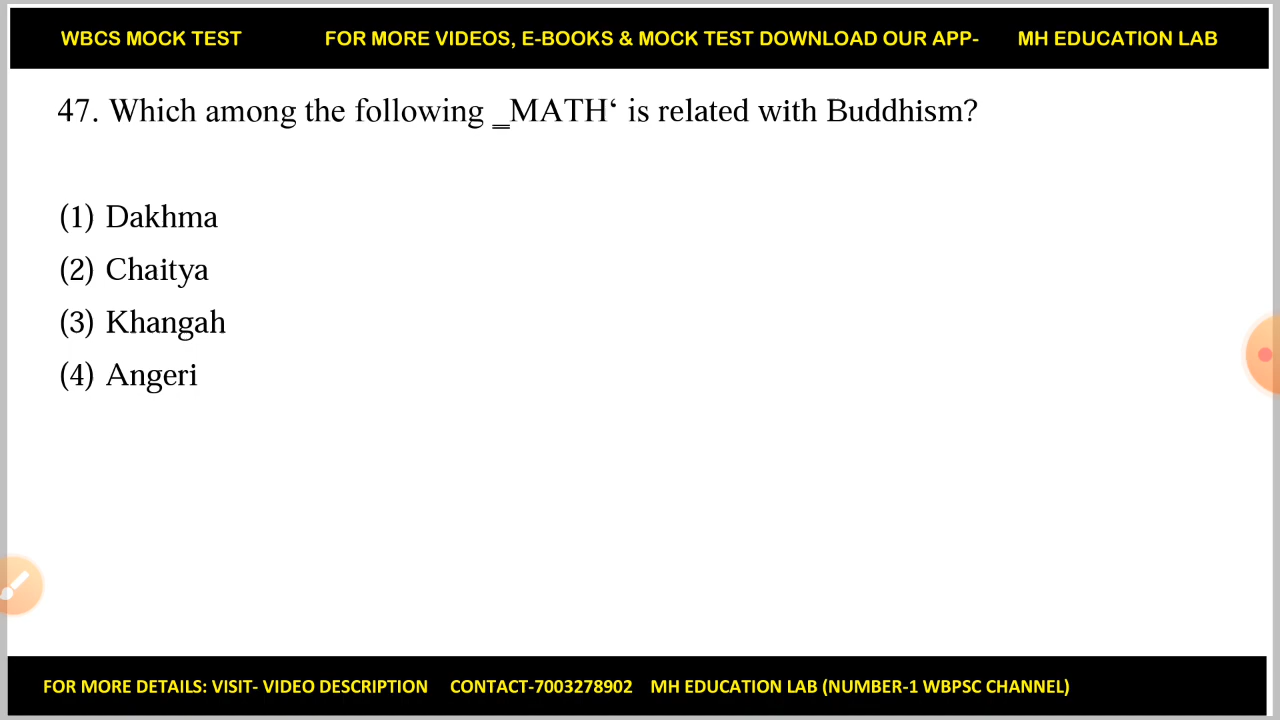 WBCS MOCK TEST FOR MORE VIDEOS, E-BOOKS & MOCK TEST DOWNLOAD OUR APP- MH EDUCATION LAB
47. Which among the following ‗MATH‘ is related with Buddhism?
(1) Dakhma
(2) Chaitya
(3) Khangah
(4) Angeri
FOR MORE DETAILS: VISIT- VIDEO DESCRIPTION CONTACT-7003278902 MH EDUCATION LAB (NUMBER-1 WBPSC CHANNEL)